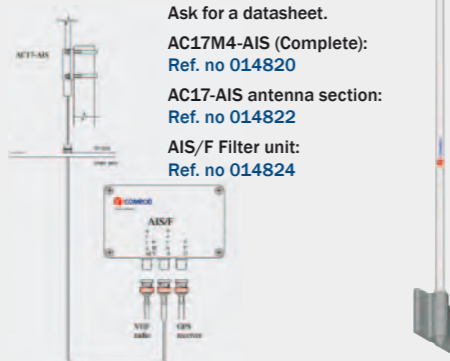 Ask for a datasheet.
AC17M4-AIS (Complete):
Ref. no 014820
AC17-AIS antenna section:
Ref. no 014822
AIS/F Filter unit:
Ref. no 014824
AC17-AIS
COMROD
AIS/F
VHF
radio
GPS
receiver